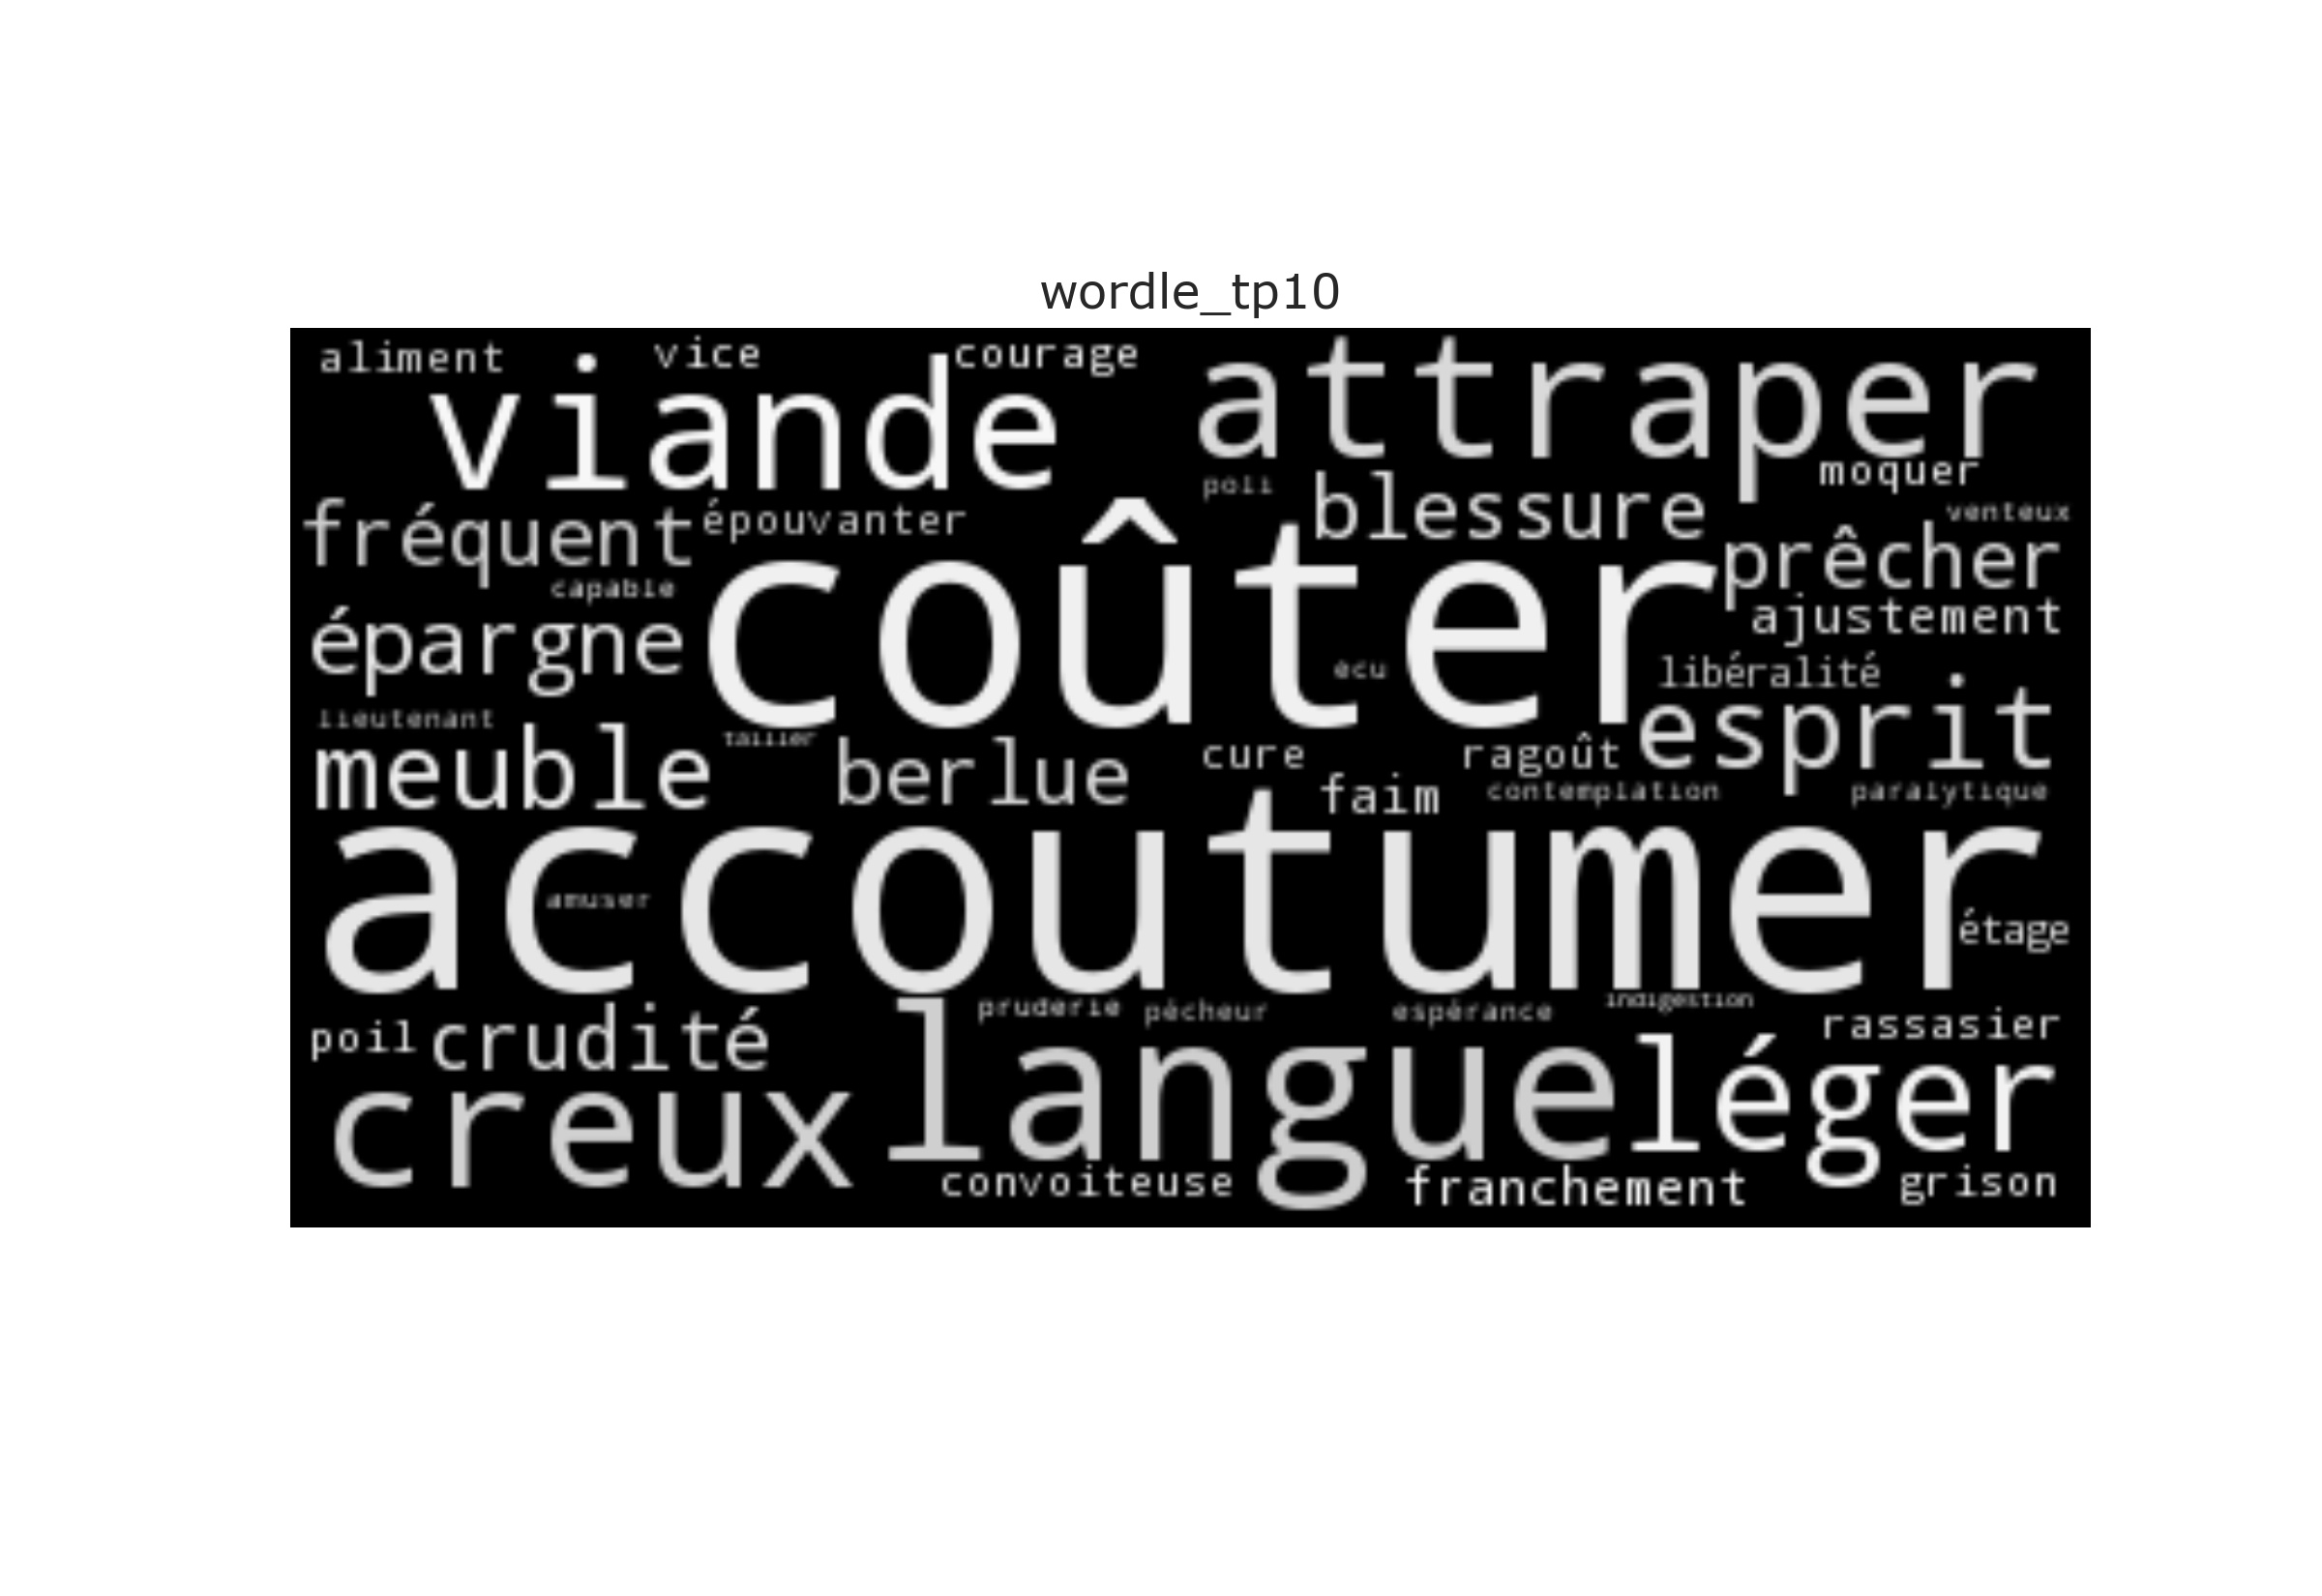 wordle_tp10
aliment vice courage
viande attraper
poli blessure moquer
fréquent épouvanter venteux
capable coûter prêcher
épargne ajustement
écu libéralité
lieutenant esprit
meuble tailler berlue cure ragoût
faim contemplation paralytique
accoutumer
amuser étage
pruderie pécheur espérance indigestion
poil crudité rassasier
creux langue léger
convoiteuse franchement grison